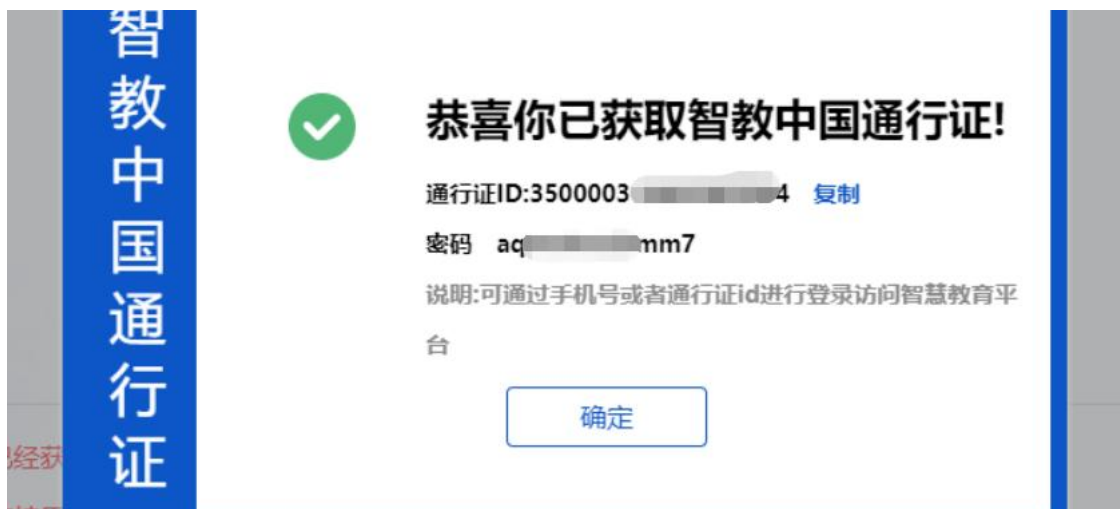 智教中国通行证
恭喜你已获取智教中国通行证!
通行证ID:3500003 4 复制
密码 aq mm7
说明:可通过手机号或者通行证id进行登录访问智慧教育平
台
确定
经获